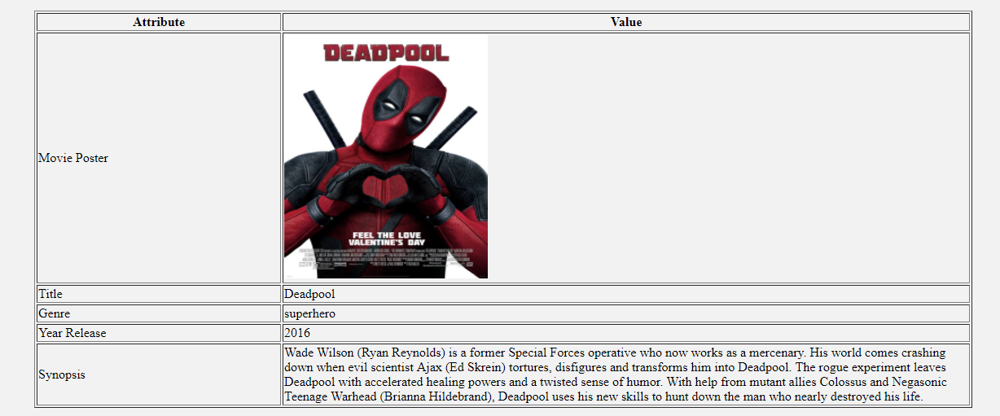 Attribute Value
DEADPOOL
FEEL THE LOVE
VALENTINE'S DAY
Movie Poster
Title Deadpool
Genre superhero
Year Release 2016
Synopsis
Wade Wilson (Ryan Reynolds) is a former Special Forces operative who now works as a mercenary. His world comes crashing
down when evil scientist Ajax (Ed Skrein) tortures, disfigures and transforms him into Deadpool. The rogue experiment leaves
Deadpool with accelerated healing powers and a twisted sense of humor. With help from mutant allies Colossus and Negasonic
Teenage Warhead (Brianna Hildebrand), Deadpool uses his new skills to hunt down the man who nearly destroyed his life.